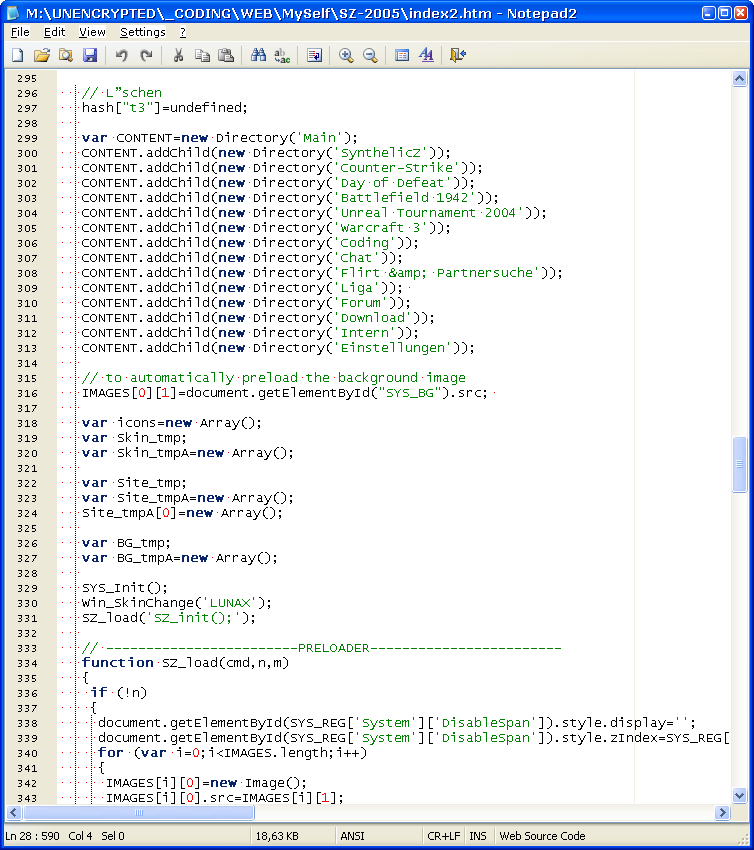 M:\UNENCRYPTED\_CODING\WEB\MySelf\SZ-2005\index2.htm - Notepad2
File Edit View Settings ?
295
296 // L”schen
297 hash["t3"]=undefined;
298
299 var CONTENT=new Directory('Main');
300 CONTENT.addChild(new Directory('SynthelicZ'));
301 CONTENT.addChild(new Directory('Counter-Strike'));
302 CONTENT.addChild(new Directory('Day of Defeat'));
303 CONTENT.addChild(new Directory('Battlefield 1942'));
304 CONTENT.addChild(new Directory('Unreal Tournament 2004'));
305 CONTENT.addChild(new Directory('Warcraft 3'));
306 CONTENT.addChild(new Directory('Coding'));
307 CONTENT.addChild(new Directory('Chat'));
308 CONTENT.addChild(new Directory('Flirt &amp; Partnersuche'));
309 CONTENT.addChild(new Directory('Liga'));
310 CONTENT.addChild(new Directory('Forum'));
311 CONTENT.addChild(new Directory('Download'));
312 CONTENT.addChild(new Directory('Intern'));
313 CONTENT.addChild(new Directory('Einstellungen'));
314
315 // to automatically preload the background image
316 IMAGES[0][1]=document.getElementById("SYS_BG").src;
317
318 var icons=new Array();
319 var Skin_tmp;
320 var Skin_tmpA=new Array();
321
322 var Site_tmp;
323 var Site_tmpA=new Array();
324 Site_tmpA[0]=new Array();
325
326 var BG_tmp;
327 var BG_tmpA=new Array();
328
329 SYS_Init();
330 Win_SkinChange('LUNAX');
331 SZ_load('SZ_init();');
332
333 // ------------------------PRELOADER------------------------
334 function SZ_load(cmd,n,m)
335 {
336 if (!n)
337 {
338 document.getElementById(SYS_REG['System']['DisableSpan']).style.display='';
339 document.getElementById(SYS_REG['System']['DisableSpan']).style.zIndex=SYS_REG[
340 for (var i=0;i<IMAGES.length;i++)
341 {
342 IMAGES[i][0]=new Image();
343 IMAGES[i][0].src=IMAGES[i][1];
Ln 28 : 590 Col 4 Sel 0 18,63 KB ANSI CR+LF INS Web Source Code